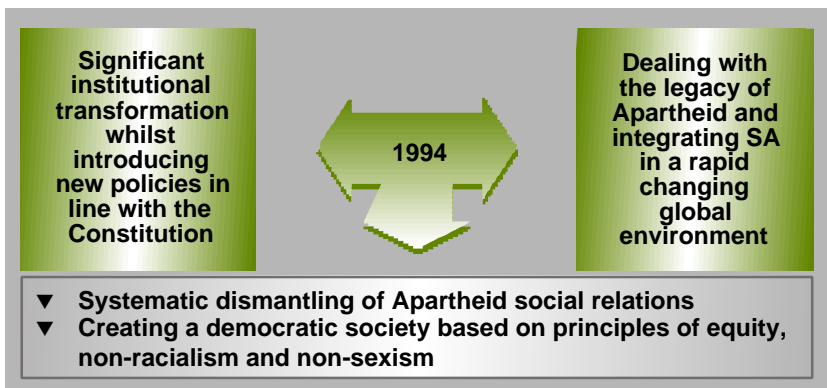 Significant
institutional
transformation
whilst
introducing
new policies in
line with the
Constitution
1994
Dealing with
the legacy of
Apartheid and
integrating SA
in a rapid
changing
global
environment
▼ Systematic dismantling of Apartheid social relations
▼ Creating a democratic society based on principles of equity,
non-racialism and non-sexism